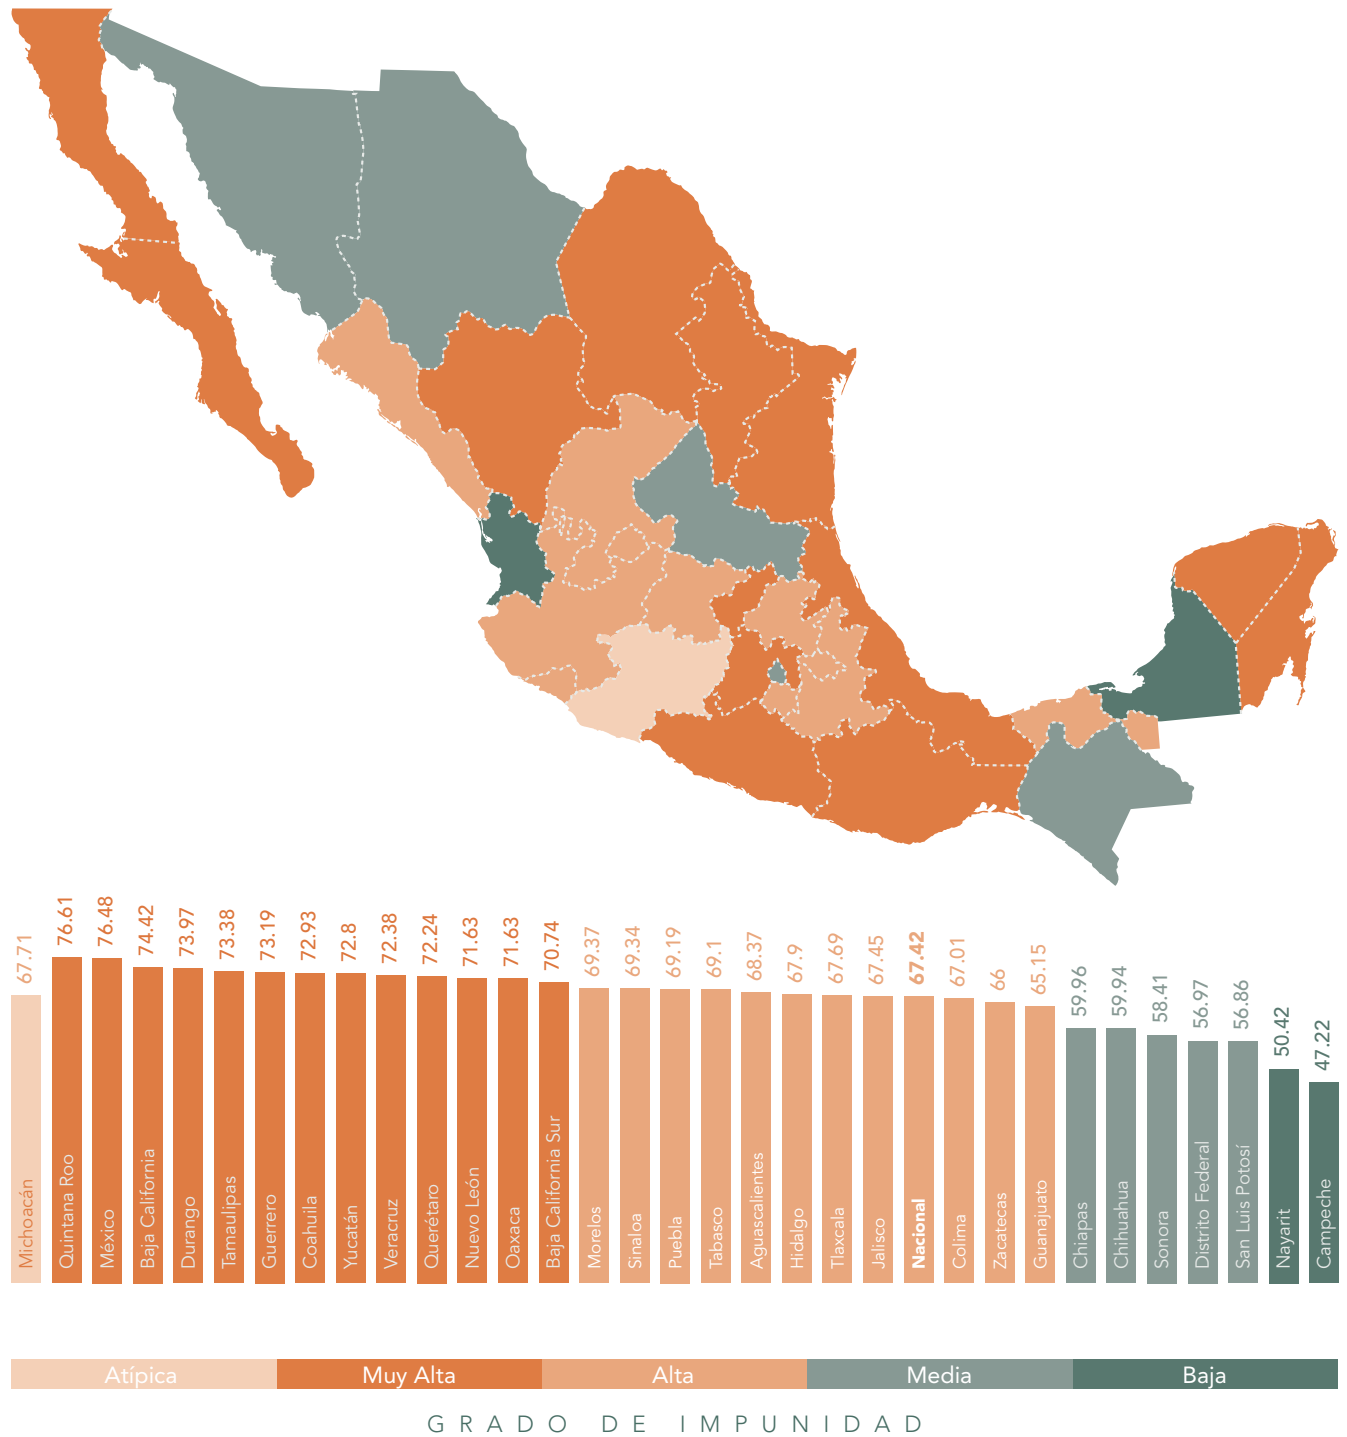 67.71
76.61
76.48
74.42
73.97
73.38
73.19
72.93
72.8
72.38
72.24
71.63
71.63
70.74
69.37
69.34
69.19
69.1
68.37
67.9
67.69
67.45
67.42
67.01
66
65.15
59.96
59.94
58.41
56.97
56.86
50.42
47.22
Michoacán
Quintana Roo
México
Baja California
Durango
Tamaulipas
Guerrero
Coahuila
Yucatán
Veracruz
Querétaro
Nuevo León
Oaxaca
Baja California Sur
Morelos
Sinaloa
Puebla
Tabasco
Aguascalientes
Hidalgo
Tlaxcala
Jalisco
Nacional
Colima
Zacatecas
Guanajuato
Chiapas
Chihuahua
Sonora
Distrito Federal
San Luis Potosí
Nayarit
Campeche
Atípica
Muy Alta
Alta
Media
Baja
GRADO DE IMPUNIDAD